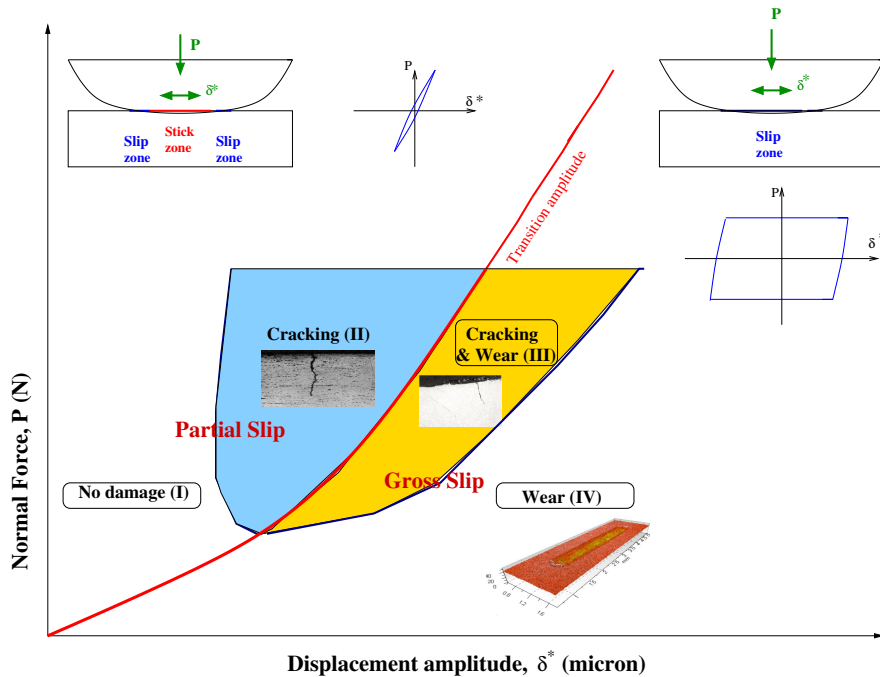 P
δ*
Slip
zone
Stick
zone
Slip
zone
P
δ*
P
δ*
Slip
zone
P
δ*
Transition amplitude
Cracking (II)
Cracking
& Wear (III)
Partial Slip
Gross Slip
No damage (I)
Wear (IV)
Normal Force, P (N)
Displacement amplitude, δ* (micron)